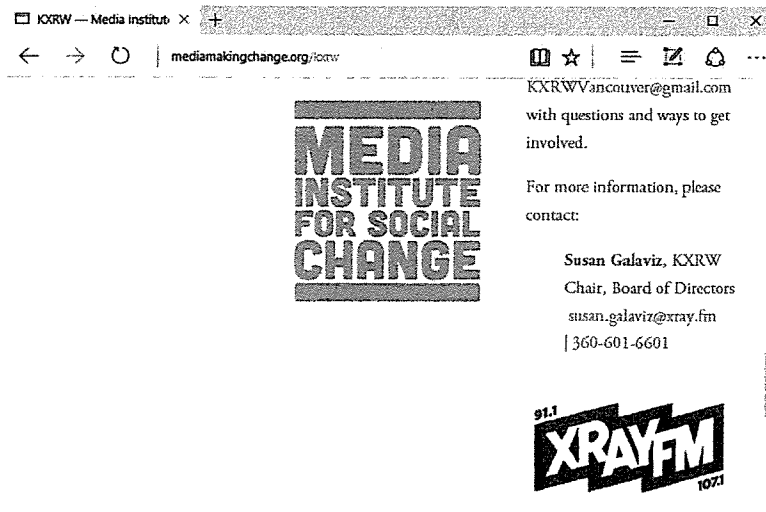 KXRW — Media institut
mediamakingchange.org/kxrw
MEDIA
INSTITUTE
FOR SOCIAL
CHANGE
KXRWVancouver@gmail.com
with questions and ways to get
involved.
For more information, please
contact:
Susan Galaviz, KXRW
Chair, Board of Directors
susan.galaviz@xray.fm
| 360-601-6601
91.1
XRAYFM
107.1